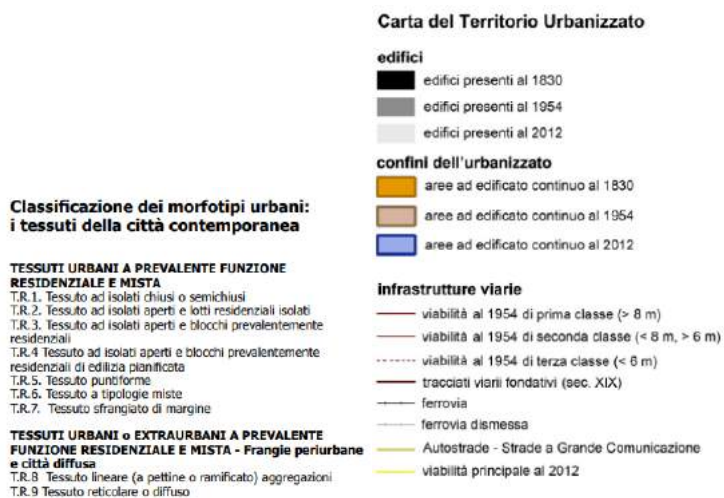 Carta del Territorio Urbanizzato
edifici
edifici presenti al 1830
edifici presenti al 1954
edifici presenti al 2012
confini dell'urbanizzato
aree ad edificato continuo al 1830
aree ad edificato continuo al 1954
aree ad edificato continuo al 2012
infrastrutture viarie
viabilità al 1954 di prima classe (> 8 m)
viabilità al 1954 di seconda classe (< 8 m, > 6 m)
viabilità al 1954 di terza classe (< 6 m)
tracciati viarii fondativi (sec. XIX)
ferrovia
ferrovia dismessa
Autostrade - Strade a Grande Comunicazione
viabilità principale al 2012
Classificazione dei morfotipi urbani:
i tessuti della città contemporanea
TESSUTI URBANI A PREVALENTE FUNZIONE
RESIDENZIALE E MISTA
T.R.1. Tessuto ad isolati chiusi o semichiusi
T.R.2. Tessuto ad isolati aperti e lotti residenziali isolati
T.R.3. Tessuto ad isolati aperti e blocchi prevalentemente
residenziali
T.R.4 Tessuto ad isolati aperti e blocchi prevalentemente
residenziali di edilizia pianificata
T.R.5. Tessuto puntiforme
T.R.6. Tessuto a tipologie miste
T.R.7. Tessuto sfrangiato di margine
TESSUTI URBANI o EXTRAURBANI A PREVALENTE
FUNZIONE RESIDENZIALE E MISTA - Frangie periurbane
e città diffusa
T.R.8 Tessuto lineare (a pettine o ramificato) aggregazioni
T.R.9 Tessuto reticolare o diffuso